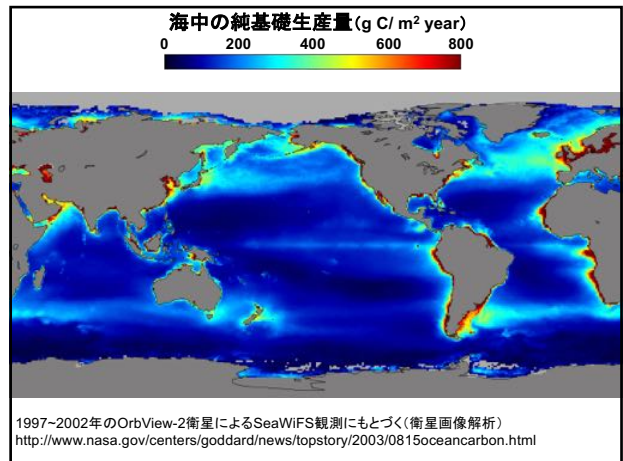 海中の純基礎生産量(g C/ m² year)
0 200 400 600 800
1997~2002年のOrbView-2衛星によるSeaWiFS観測にもとづく(衛星画像解析)
http://www.nasa.gov/centers/goddard/news/topstory/2003/0815oceancarbon.html